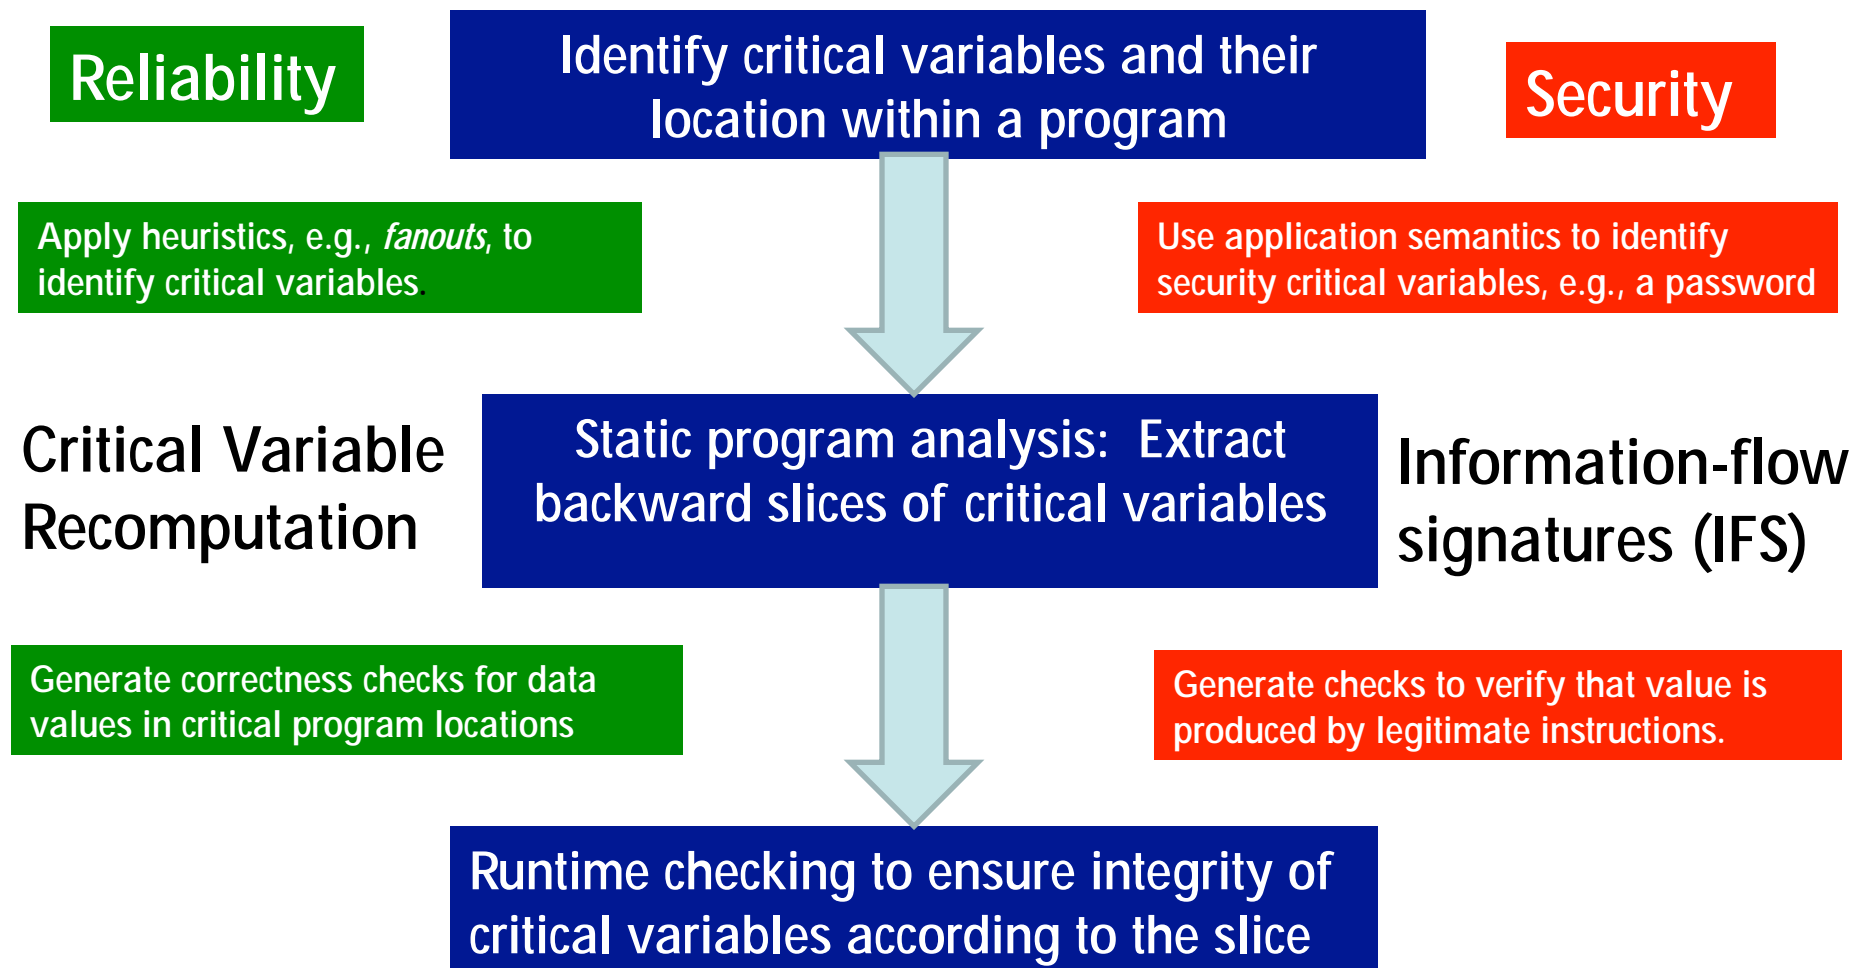 Reliability
Identify critical variables and their
location within a program
Security
Apply heuristics, e.g., fanouts, to
identify critical variables.
Use application semantics to identify
security critical variables, e.g., a password
Critical Variable
Recomputation
Static program analysis:  Extract
backward slices of critical variables
Information-flow
signatures (IFS)
Generate correctness checks for data
values in critical program locations
Generate checks to verify that value is
produced by legitimate instructions.
Runtime checking to ensure integrity of
critical variables according to the slice